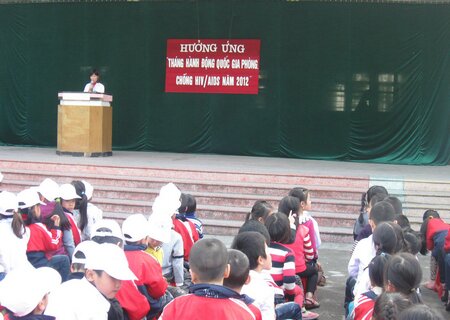 HƯỞNG ỨNG
THÁNG HÀNH ĐỘNG QUỐC GIA PHÒNG,
CHỐNG HIV/AIDS NĂM 2012